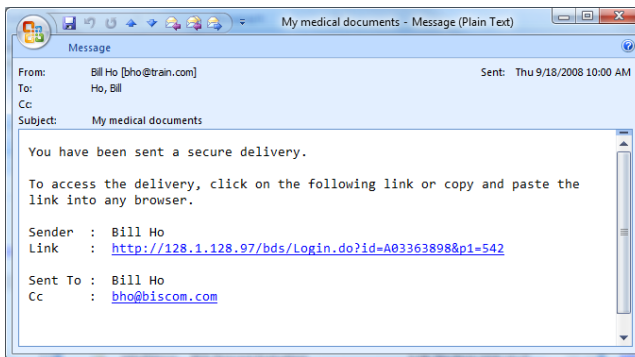 My medical documents - Message (Plain Text)
Message
From: Bill Ho [bho@train.com] Sent: Thu 9/18/2008 10:00 AM
To: Ho, Bill
Cc:
Subject: My medical documents
You have been sent a secure delivery.
To access the delivery, click on the following link or copy and paste the
link into any browser.
Sender : Bill Ho
Link : http://128.1.128.97/bds/Login.do?id=A03363898&p1=542
Sent To : Bill Ho
Cc : bho@biscom.com